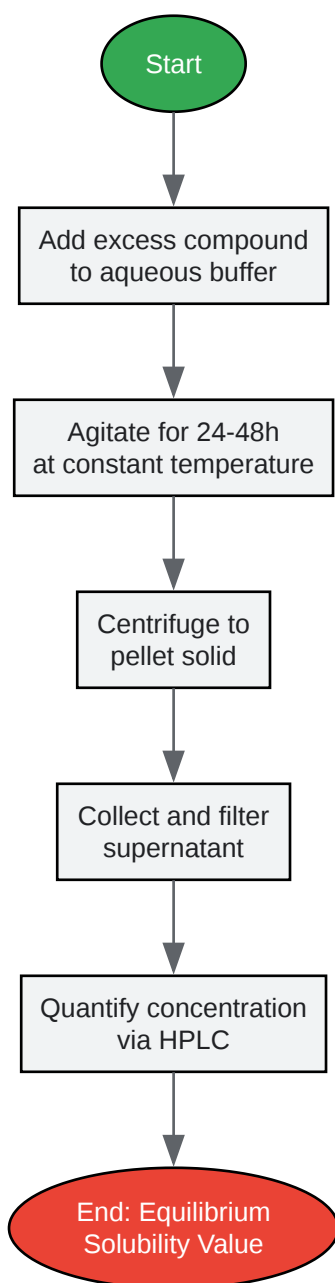 Start
Add excess compound
to aqueous buffer
Agitate for 24-48h
at constant temperature
Centrifuge to
pellet solid
Collect and filter
supernatant
Quantify concentration
via HPLC
End: Equilibrium
Solubility Value